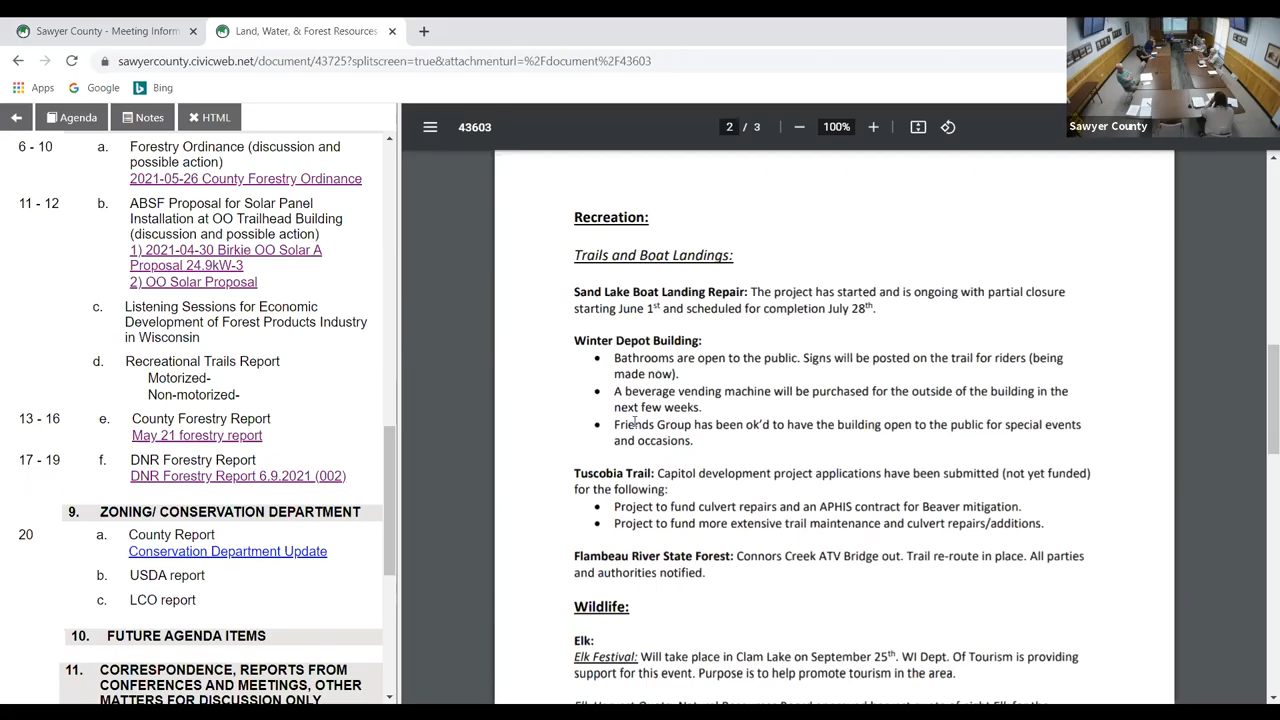 Sawyer County - Meeting Inform
Land, Water, & Forest Resources
sawyercounty.civicweb.net/document/43725?splitscreen=true&attachmenturl=%2Fdocument%2F43603
Apps Google Bing
Sawyer County
Agenda Notes HTML
43603 2 / 3 100%
6 - 10 a. Forestry Ordinance (discussion and
possible action)
2021-05-26 County Forestry Ordinance
11 - 12 b. ABSF Proposal for Solar Panel
Installation at OO Trailhead Building
(discussion and possible action)
1) 2021-04-30 Birkie OO Solar A
Proposal 24.9kW-3
2) OO Solar Proposal
c. Listening Sessions for Economic
Development of Forest Products Industry
in Wisconsin
d. Recreational Trails Report
Motorized-
Non-motorized-
13 - 16 e. County Forestry Report
May 21 forestry report
17 - 19 f. DNR Forestry Report
DNR Forestry Report 6.9.2021 (002)
9. ZONING/ CONSERVATION DEPARTMENT
20 a. County Report
Conservation Department Update
b. USDA report
c. LCO report
10. FUTURE AGENDA ITEMS
11. CORRESPONDENCE, REPORTS FROM
CONFERENCES AND MEETINGS, OTHER
MATTERS FOR DISCUSSION ONLY
Recreation:
Trails and Boat Landings:
Sand Lake Boat Landing Repair: The project has started and is ongoing with partial closure
starting June 1st and scheduled for completion July 28th.
Winter Depot Building:
• Bathrooms are open to the public. Signs will be posted on the trail for riders (being
made now).
• A beverage vending machine will be purchased for the outside of the building in the
next few weeks.
• Friends Group has been ok'd to have the building open to the public for special events
and occasions.
Tuscobia Trail: Capitol development project applications have been submitted (not yet funded)
for the following:
• Project to fund culvert repairs and an APHIS contract for Beaver mitigation.
• Project to fund more extensive trail maintenance and culvert repairs/additions.
Flambeau River State Forest: Connors Creek ATV Bridge out. Trail re-route in place. All parties
and authorities notified.
Wildlife:
Elk:
Elk Festival: Will take place in Clam Lake on September 25th. WI Dept. Of Tourism is providing
support for this event. Purpose is to help promote tourism in the area.